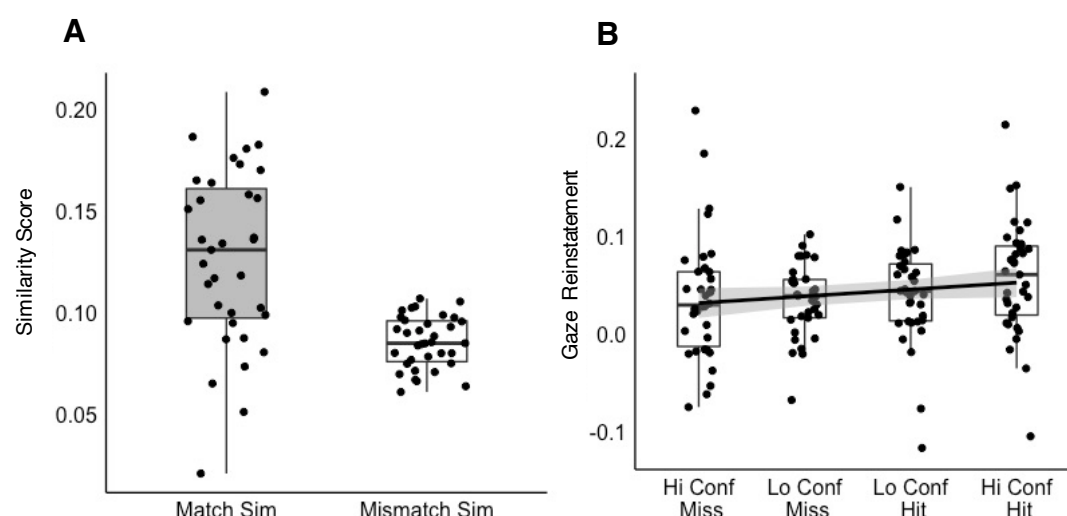 A
Similarity Score
0.20
0.15
0.10
0.05
Match Sim
Mismatch Sim
B
Gaze Reinstatement
0.2
0.1
0.0
-0.1
Hi Conf
Miss
Lo Conf
Miss
Lo Conf
Hit
Hi Conf
Hit